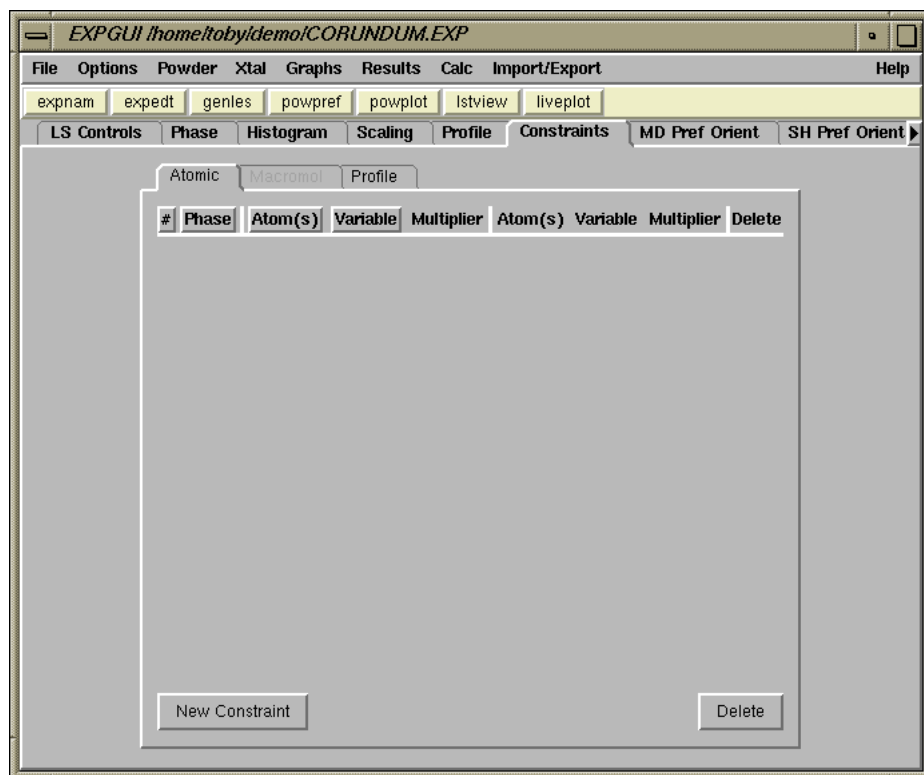 EXPGUI /home/toby/demo/CORUNDUM.EXP
File Options Powder Xtal Graphs Results Calc Import/Export Help
expnam expedt genles powpref powplot lstview liveplot
LS Controls Phase Histogram Scaling Profile Constraints MD Pref Orient SH Pref Orient
Atomic Macromol Profile
# Phase Atom(s) Variable Multiplier Atom(s) Variable Multiplier Delete
New Constraint Delete